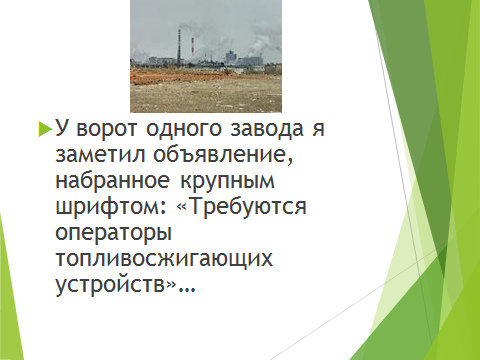 У ворот одного завода я
заметил объявление,
набранное крупным
шрифтом: «Требуются
операторы
топливосжигающих
устройств»…